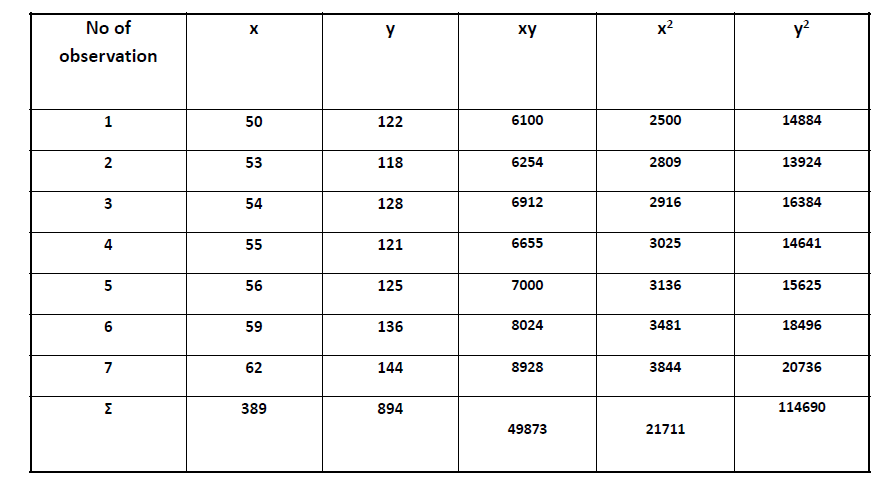 No of observation x y xy x² y²
1 50 122 6100 2500 14884
2 53 118 6254 2809 13924
3 54 128 6912 2916 16384
4 55 121 6655 3025 14641
5 56 125 7000 3136 15625
6 59 136 8024 3481 18496
7 62 144 8928 3844 20736
Σ 389 894 49873 21711 114690